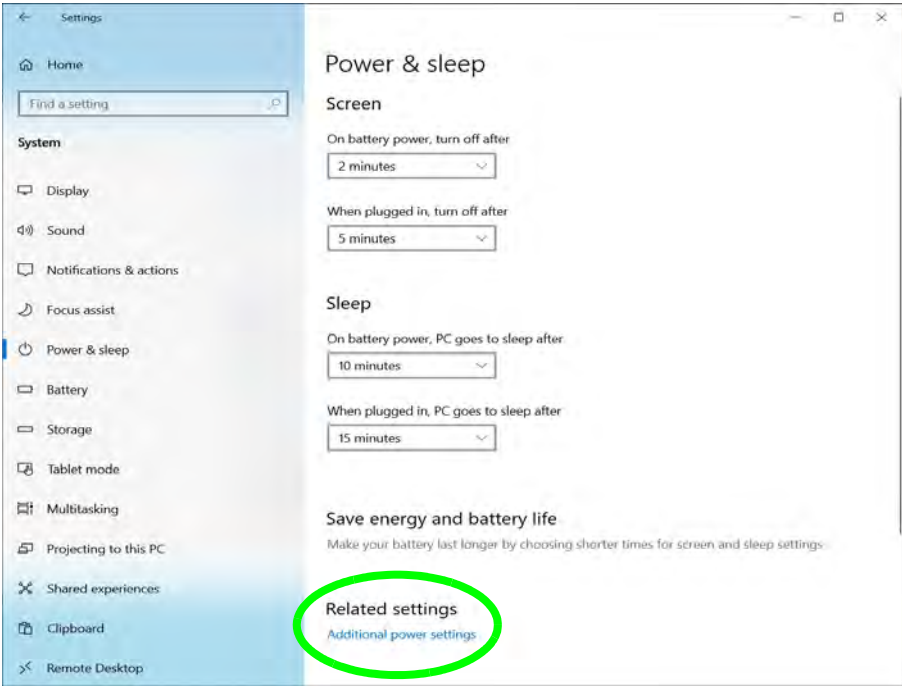 Settings
Home
Find a setting
System
Display
Sound
Notifications & actions
Focus assist
Power & sleep
Battery
Storage
Tablet mode
Multitasking
Projecting to this PC
Shared experiences
Clipboard
Remote Desktop
Power & sleep
Screen
On battery power, turn off after
2 minutes
When plugged in, turn off after
5 minutes
Sleep
On battery power, PC goes to sleep after
10 minutes
When plugged in, PC goes to sleep after
15 minutes
Save energy and battery life
Make your battery last longer by choosing shorter times for screen and sleep settings
Related settings
Additional power settings